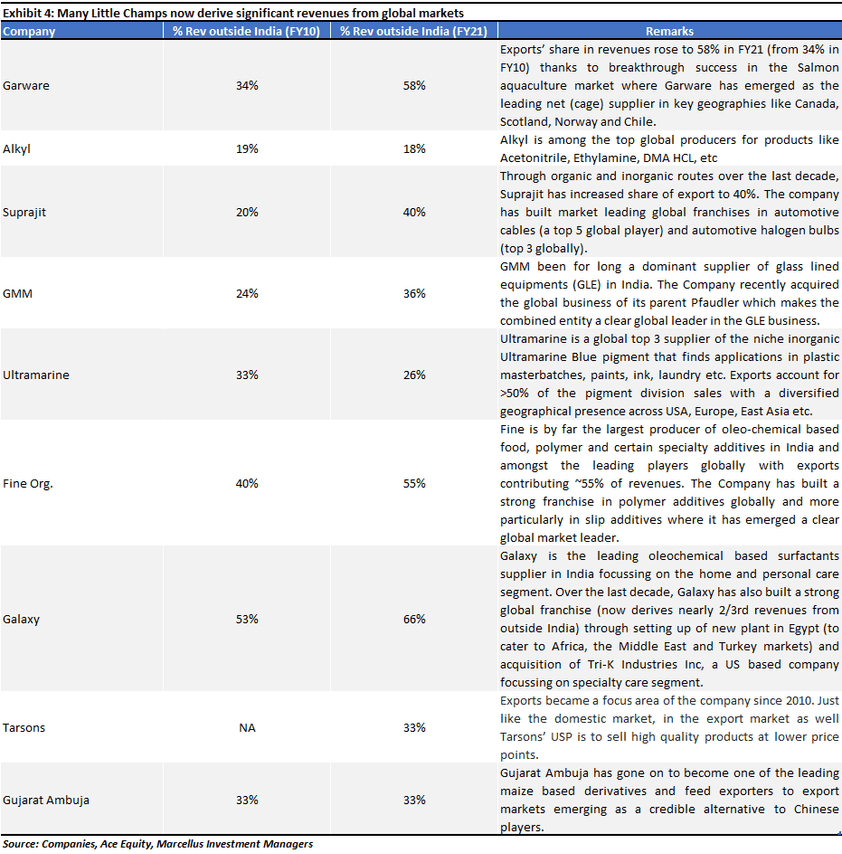 Exhibit 4: Many Little Champs now derive significant revenues from global markets
Company % Rev outside India (FY10) % Rev outside India (FY21) Remarks
Exports' share in revenues rose to 58% in FY21 (from 34% in
FY10) thanks to breakthrough success in the Salmon
Garware 34% 58% aquaculture market where Garware has emerged as the
leading net (cage) supplier in key geographies like Canada,
Scotland, Norway and Chile.
Alkyl 19% 18% Alkyl is among the top global producers for products like
Acetonitrile, Ethylamine, DMA HCL, etc
Through organic and inorganic routes over the last decade,
Suprajit has increased share of export to 40%. The company
Suprajit 20% 40% has built market leading global franchises in automotive
cables (a top 5 global player) and automotive halogen bulbs
(top 3 globally).
GMM been for long a dominant supplier of glass lined
equipments (GLE) in India. The Company recently acquired
GMM 24% 36% the global business of its parent Pfaudler which makes the
combined entity a clear global leader in the GLE business.
Ultramarine is a global top 3 supplier of the niche inorganic
Ultramarine Blue pigment that finds applications in plastic
Ultramarine 33% 26% masterbatches, paints, ink, laundry etc. Exports account for
>50% of the pigment division sales with a diversified
geographical presence across USA, Europe, East Asia etc.
Fine is by far the largest producer of oleo-chemical based
food, polymer and certain specialty additives in India and
amongst the leading players globally with exports
Fine Org. 40% 55% contributing ~55% of revenues. The Company has built a
strong franchise in polymer additives globally and more
particularly in slip additives where it has emerged a clear
global market leader.
Galaxy is the leading oleochemical based surfactants
supplier in India focussing on the home and personal care
segment. Over the last decade, Galaxy has also built a strong
global franchise (now derives nearly 2/3rd revenues from
Galaxy 53% 66% outside India) through setting up of new plant in Egypt (to
cater to Africa, the Middle East and Turkey markets) and
acquisition of Tri-K Industries Inc, a US based company
focussing on specialty care segment.
Exports became a focus area of the company since 2010. Just
like the domestic market, in the export market as well
Tarsons NA 33% Tarsons' USP is to sell high quality products at lower price
points.
Gujarat Ambuja has gone on to become one of the leading
maize based derivatives and feed exporters to export
Gujarat Ambuja 33% 33% markets emerging as a credible alternative to Chinese
players.
Source: Companies, Ace Equity, Marcellus Investment Managers